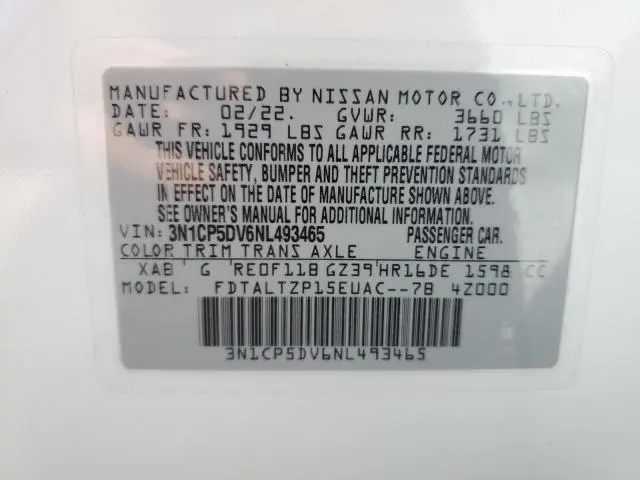 MANUFACTURED BY NISSAN MOTOR CO.,LTD.
DATE: 02/22. GVWR: 3660 LBS
GAWR FR: 1929 LBS GAWR RR: 1731 LBS
THIS VEHICLE CONFORMS TO ALL APPLICABLE FEDERAL MOTOR
VEHICLE SAFETY, BUMPER AND THEFT PREVENTION STANDARDS
IN EFFECT ON THE DATE OF MANUFACTURE SHOWN ABOVE.
SEE OWNER'S MANUAL FOR ADDITIONAL INFORMATION.
VIN: 3N1CP5DV6NL493465 PASSENGER CAR.
COLOR TRIM TRANS AXLE ENGINE
XAB G RE0F11B GZ39 HR16DE 1598 CC
MODEL: FDTALTZP15EUAC--7B 4Z000
3N1CP5DV6NL493465